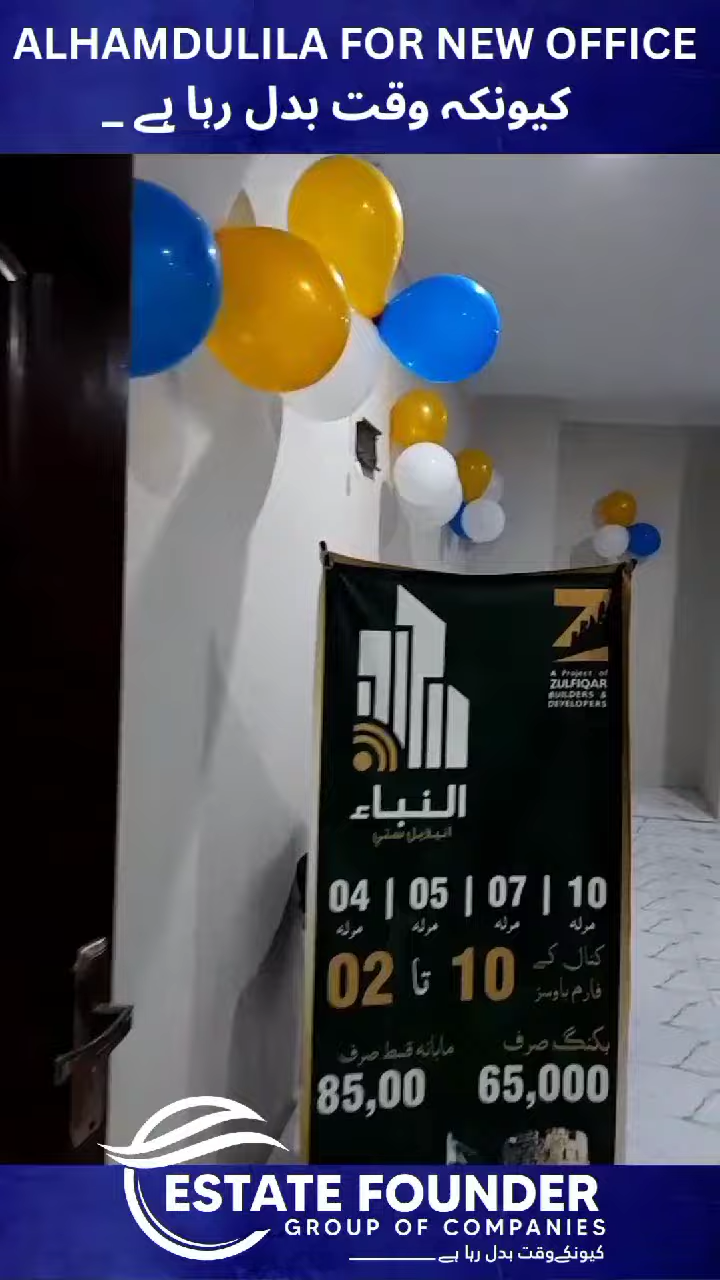 ALHAMDULILA FOR NEW OFFICE
کیونکہ وقت بدل رہا ہے _
A Project of
ZULFIQAR
BUILDERS &
DEVELOPERS
النباء
04 | 05 | 07 | 10
مرلہ مرلہ مرلہ مرلہ
02 تا 10 کنال کے
فارم ہاوسز
بکنگ صرف
65,000
ماہانہ قسط صرف
85,00
ESTATE FOUNDER
GROUP OF COMPANIES
کیونکےوقت بدل رہا ہے